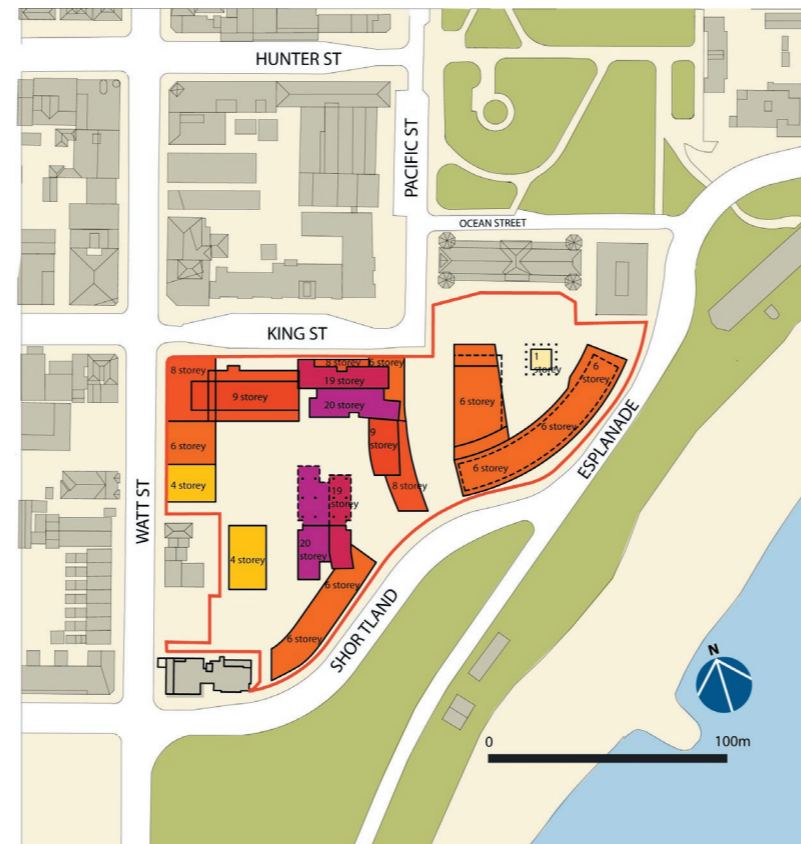 HUNTER ST
PACIFIC ST
OCEAN STREET
KING ST
8 storey
8 storey
6 storey
19 storey
9 storey
20 storey
1
storey
6
storey
6 storey
6 storey
6 storey
9
storey
8 storey
6 storey
4 storey
19
storey
20
storey
4 storey
6 storey
6 storey
WATT ST
SHORTLAND
ESPLANADE
N
0
100m